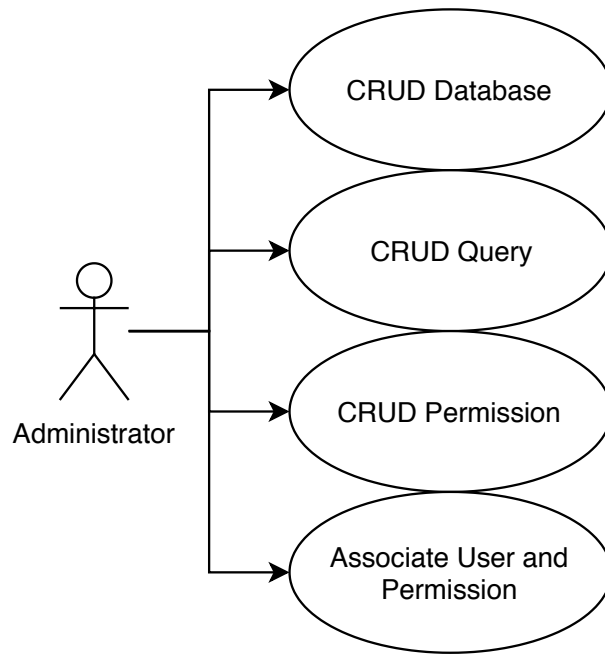 CRUD Database
CRUD Query
Administrator
CRUD Permission
Associate User and
Permission